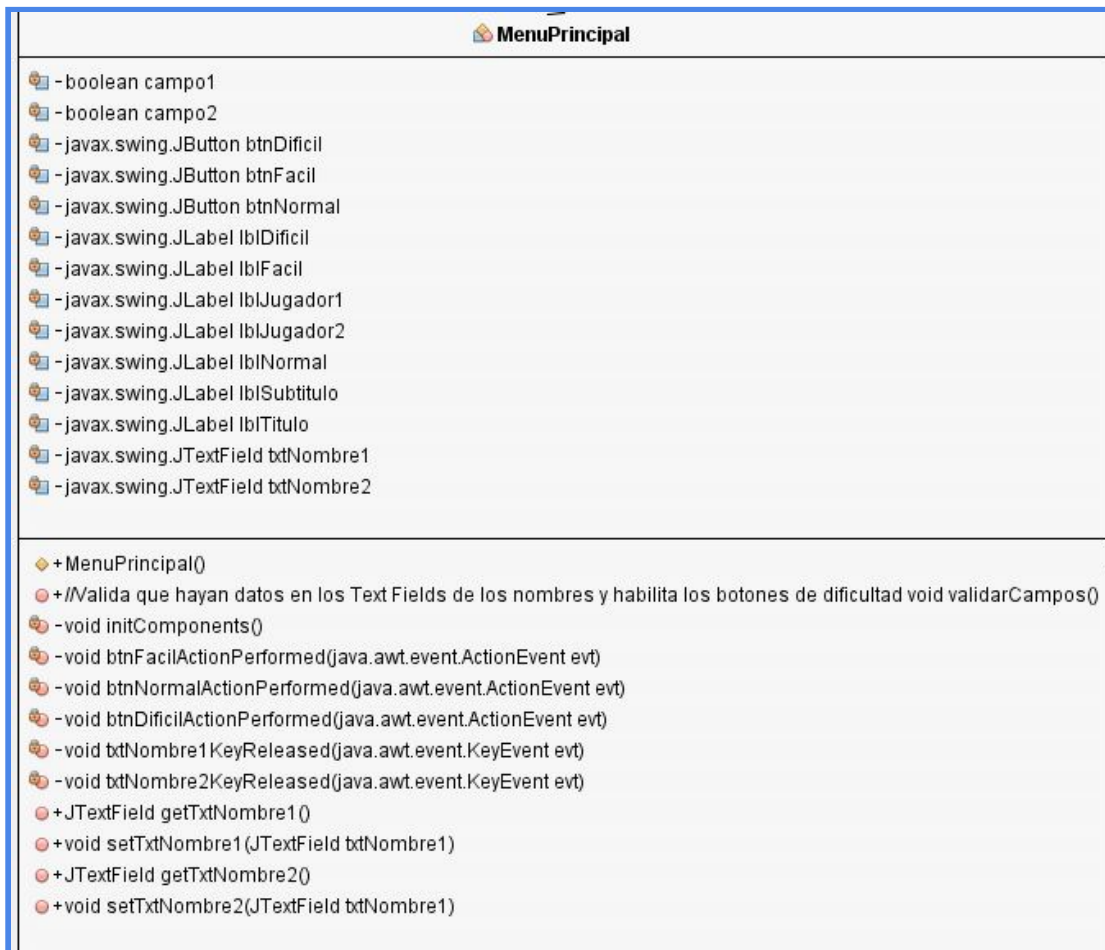 MenuPrincipal
-boolean campo1
-boolean campo2
-javax.swing.JButton btnDificil
-javax.swing.JButton btnFacil
-javax.swing.JButton btnNormal
-javax.swing.JLabel lblDificil
-javax.swing.JLabel lblFacil
-javax.swing.JLabel lblJugador1
-javax.swing.JLabel lblJugador2
-javax.swing.JLabel lblNormal
-javax.swing.JLabel lblSubtitulo
-javax.swing.JLabel lblTitulo
-javax.swing.JTextField txtNombre1
-javax.swing.JTextField txtNombre2
+MenuPrincipal()
+//Valida que hayan datos en los Text Fields de los nombres y habilita los botones de dificultad void validarCampos()
-void initComponents()
-void btnFacilActionPerformed(java.awt.event.ActionEvent evt)
-void btnNormalActionPerformed(java.awt.event.ActionEvent evt)
-void btnDificilActionPerformed(java.awt.event.ActionEvent evt)
-void txtNombre1KeyReleased(java.awt.event.KeyEvent evt)
-void txtNombre2KeyReleased(java.awt.event.KeyEvent evt)
+JTextField getTxtNombre1()
+void setTxtNombre1(JTextField txtNombre1)
+JTextField getTxtNombre2()
+void setTxtNombre2(JTextField txtNombre1)